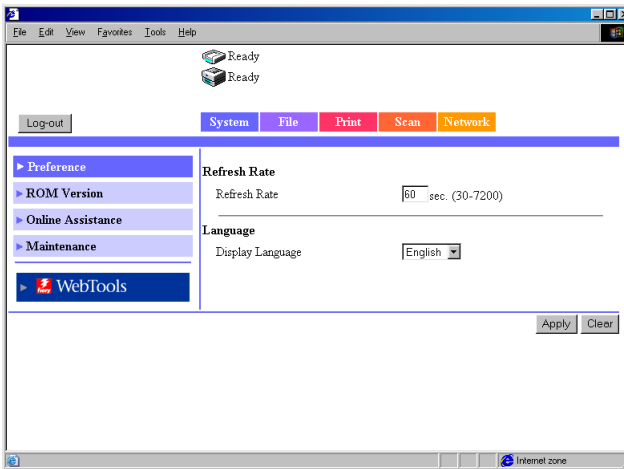 File Edit View Favorites Tools Help
Ready
Ready
Log-out
System File Print Scan Network
Preference
ROM Version
Online Assistance
Maintenance
fiery WebTools
Refresh Rate
Refresh Rate 60 sec. (30-7200)
Language
Display Language English
Apply Clear
Internet zone